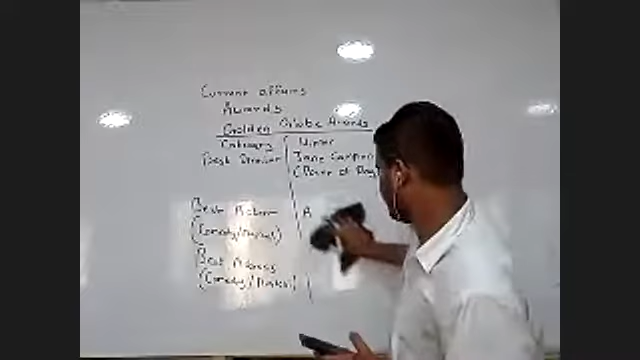 Current affairs
Awards
Golden Globe Awards
Category Winer
Best Director Jane Campion
(Power of Dog
Best Actor A
(Comedy/Musical)
Best Actress
(Comedy/Musical)